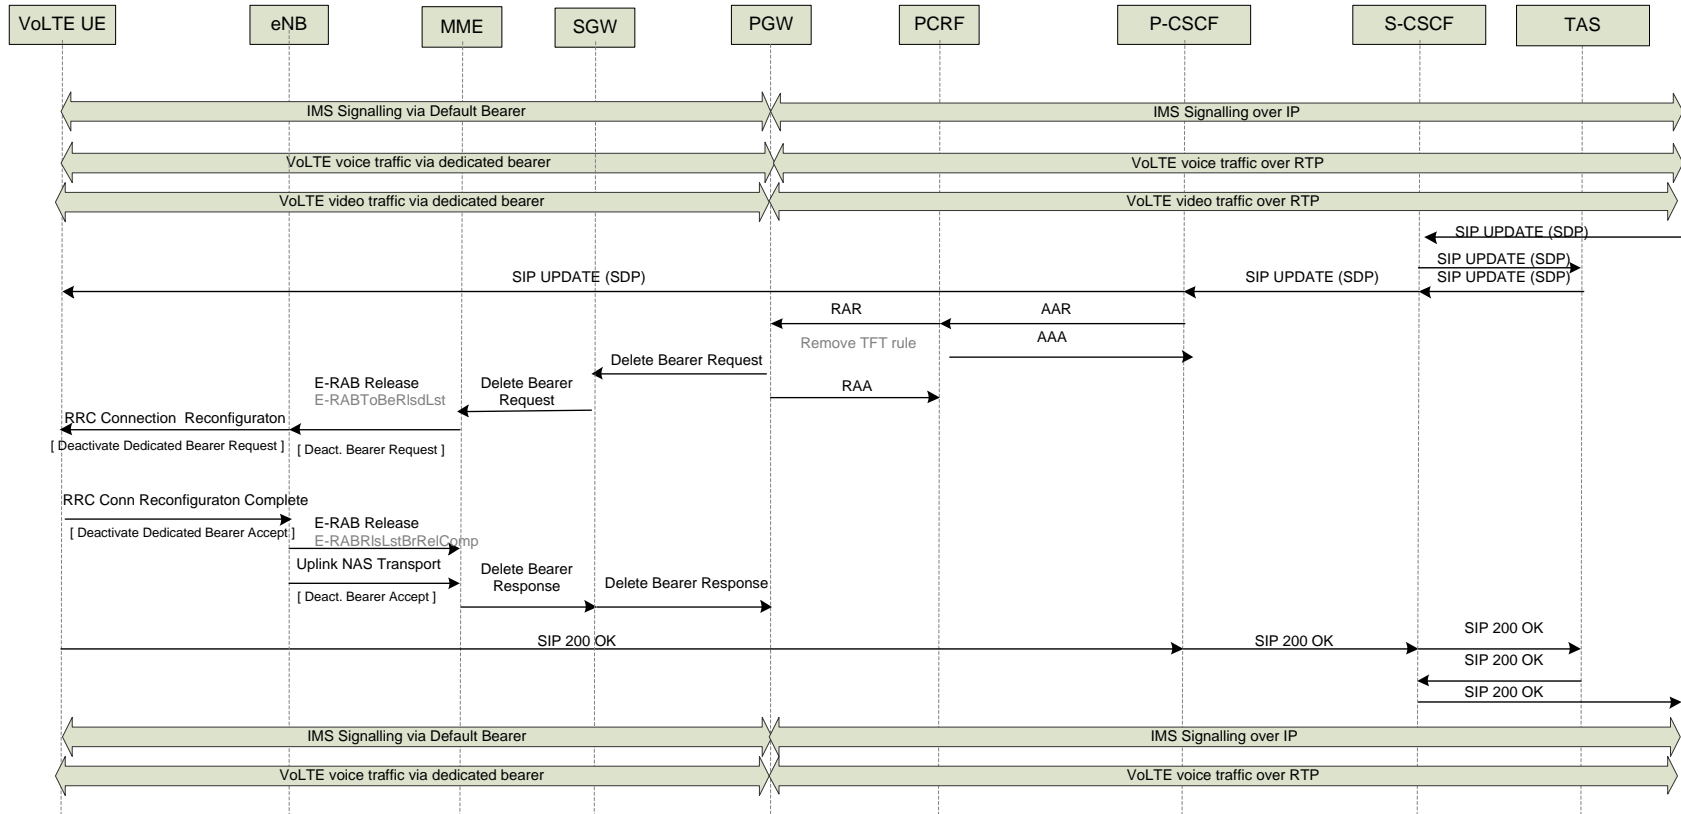 VoLTE UE
eNB
MME
SGW
PGW
PCRF
P-CSCF
S-CSCF
TAS
IMS Signalling via Default Bearer
IMS Signalling over IP
VoLTE voice traffic via dedicated bearer
VoLTE voice traffic over RTP
VoLTE video traffic via dedicated bearer
VoLTE video traffic over RTP
SIP UPDATE (SDP)
SIP UPDATE (SDP)
SIP UPDATE (SDP)
SIP UPDATE (SDP)
SIP UPDATE (SDP)
RAR
AAR
Remove TFT rule
AAA
Delete Bearer Request
RAA
E-RAB Release
E-RABToBeRlsdLst
Delete Bearer
Request
RRC Connection  Reconfiguraton
[ Deactivate Dedicated Bearer Request ]
[ Deact. Bearer Request ]
RRC Conn Reconfiguraton Complete
[ Deactivate Dedicated Bearer Accept ]
E-RAB Release
E-RABRlsLstBrRelComp
Uplink NAS Transport
[ Deact. Bearer Accept ]
Delete Bearer
Response
Delete Bearer Response
SIP 200 OK
SIP 200 OK
SIP 200 OK
SIP 200 OK
SIP 200 OK
IMS Signalling via Default Bearer
IMS Signalling over IP
VoLTE voice traffic via dedicated bearer
VoLTE voice traffic over RTP